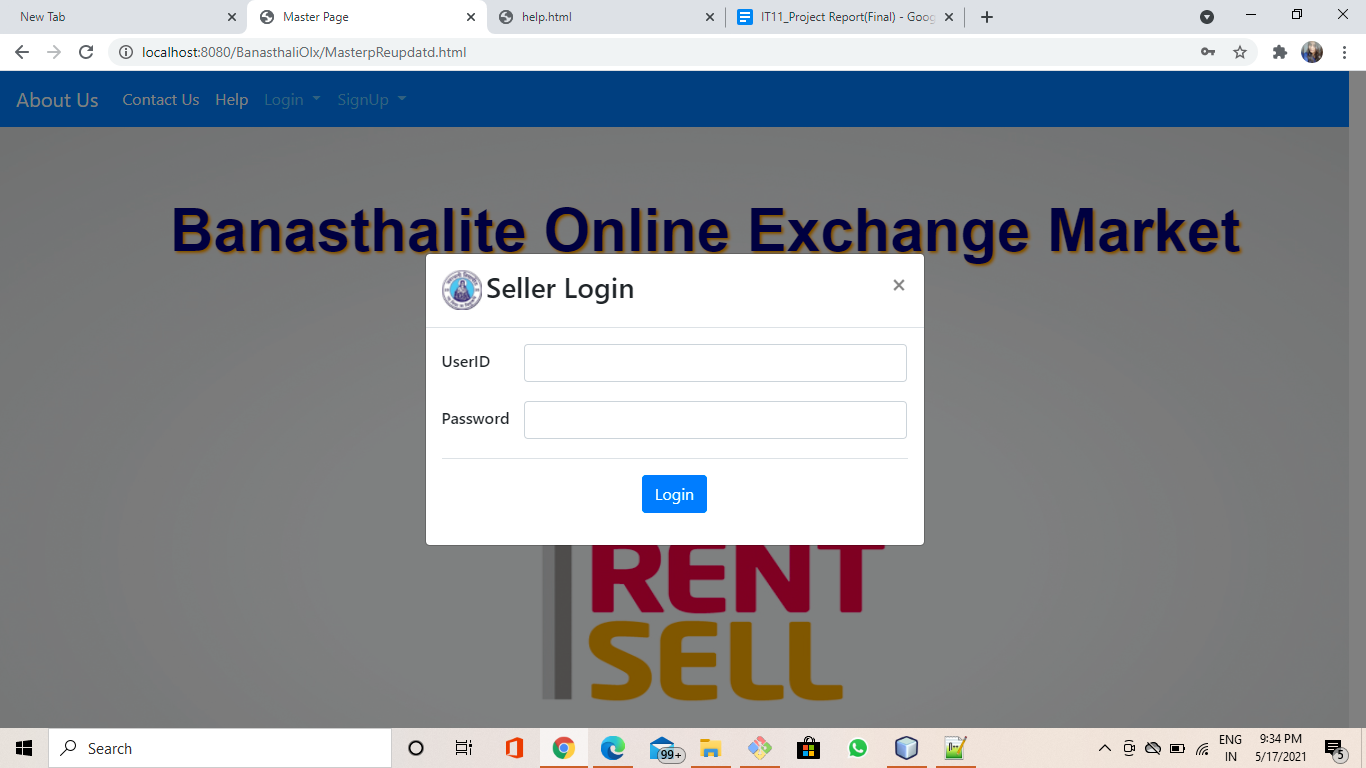 New Tab
Master Page
help.html
IT11_Project Report(Final) - Goog
localhost:8080/BanasthaliOlx/MasterpReupdatd.html
About Us
Contact Us
Help
Login
SignUp
Banasthalite Online Exchange Market
Seller Login
×
UserID
Password
Login
RENT
SELL
Search
99+
ENG
IN
9:34 PM
5/17/2021
5